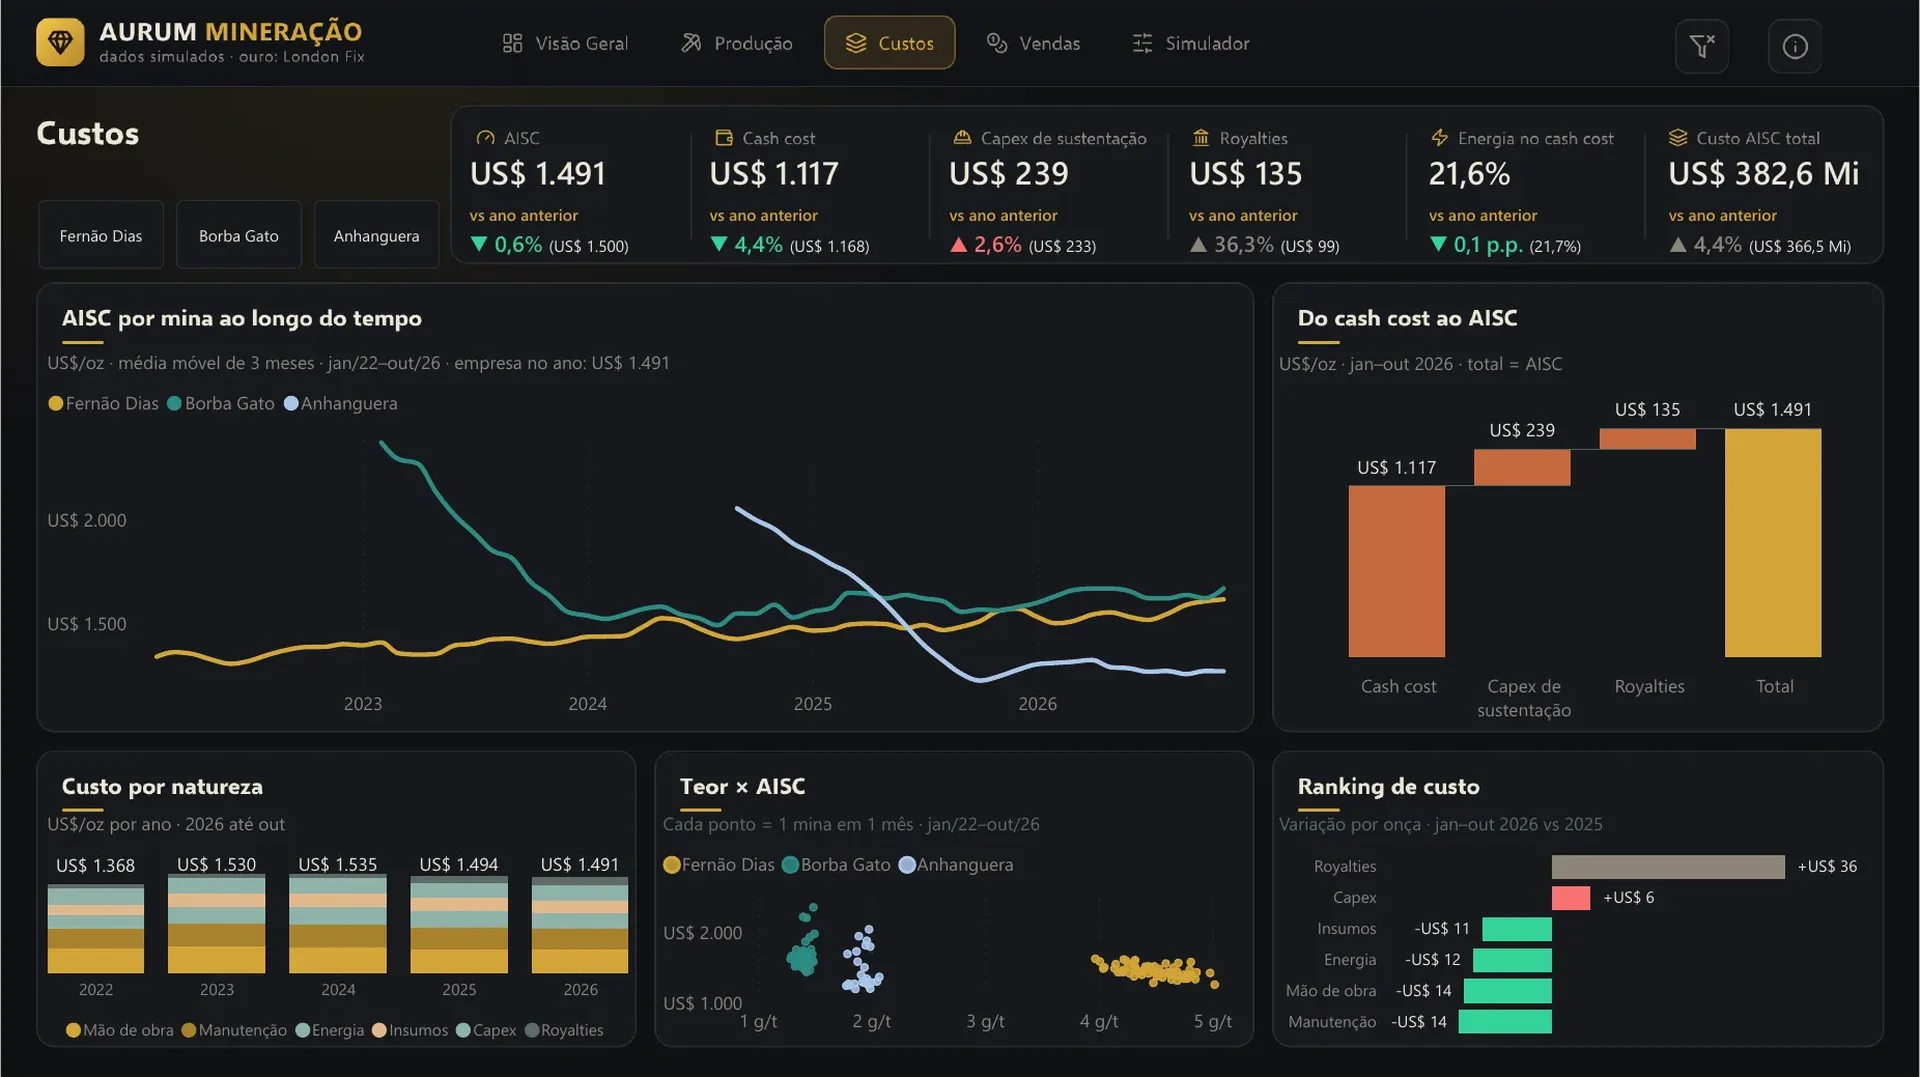 AURUM MINERAÇÃO
dados simulados · ouro: London Fix
Visão Geral
Produção
Custos
Vendas
Simulador
Custos
Fernão Dias
Borba Gato
Anhanguera
AISC
US$ 1.491
vs ano anterior
▼ 0,6% (US$ 1.500)
Cash cost
US$ 1.117
vs ano anterior
▼ 4,4% (US$ 1.168)
Capex de sustentação
US$ 239
vs ano anterior
▲ 2,6% (US$ 233)
Royalties
US$ 135
vs ano anterior
▲ 36,3% (US$ 99)
Energia no cash cost
21,6%
vs ano anterior
▼ 0,1 p.p. (21,7%)
Custo AISC total
US$ 382,6 Mi
vs ano anterior
▲ 4,4% (US$ 366,5 Mi)
AISC por mina ao longo do tempo
US$/oz · média móvel de 3 meses · jan/22–out/26 · empresa no ano: US$ 1.491
Fernão Dias Borba Gato Anhanguera
US$ 2.000
US$ 1.500
2023 2024 2025 2026
Do cash cost ao AISC
US$/oz · jan–out 2026 · total = AISC
US$ 1.117
US$ 239
US$ 135
US$ 1.491
Cash cost
Capex de
sustentação
Royalties
Total
Custo por natureza
US$/oz por ano · 2026 até out
US$ 1.368 US$ 1.530 US$ 1.535 US$ 1.494 US$ 1.491
2022 2023 2024 2025 2026
Mão de obra Manutenção Energia Insumos Capex Royalties
Teor × AISC
Cada ponto = 1 mina em 1 mês · jan/22–out/26
Fernão Dias Borba Gato Anhanguera
US$ 2.000
US$ 1.000
1 g/t 2 g/t 3 g/t 4 g/t 5 g/t
Ranking de custo
Variação por onça · jan–out 2026 vs 2025
Royalties +US$ 36
Capex +US$ 6
Insumos -US$ 11
Energia -US$ 12
Mão de obra -US$ 14
Manutenção -US$ 14